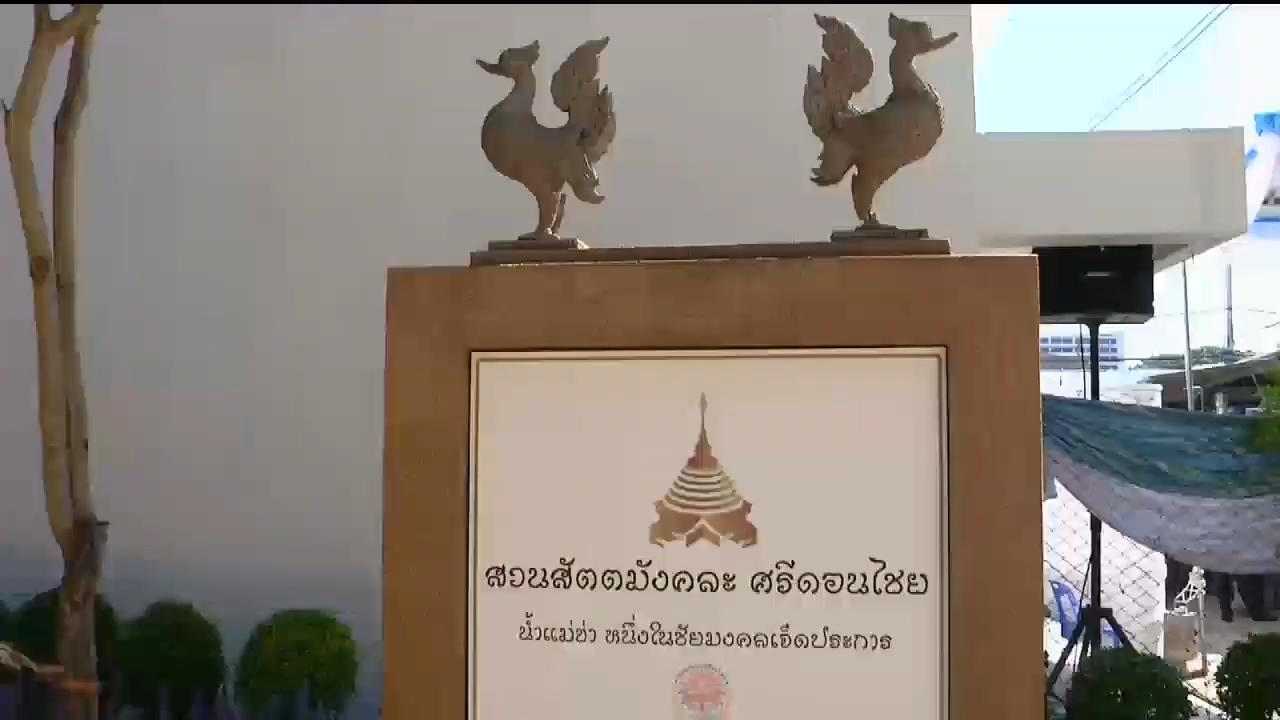 สวนสัตตมังคละ ศรีดอนไชย
น้ำแม่ข่า หนึ่งในชัยมงคลเจ็ดประการ